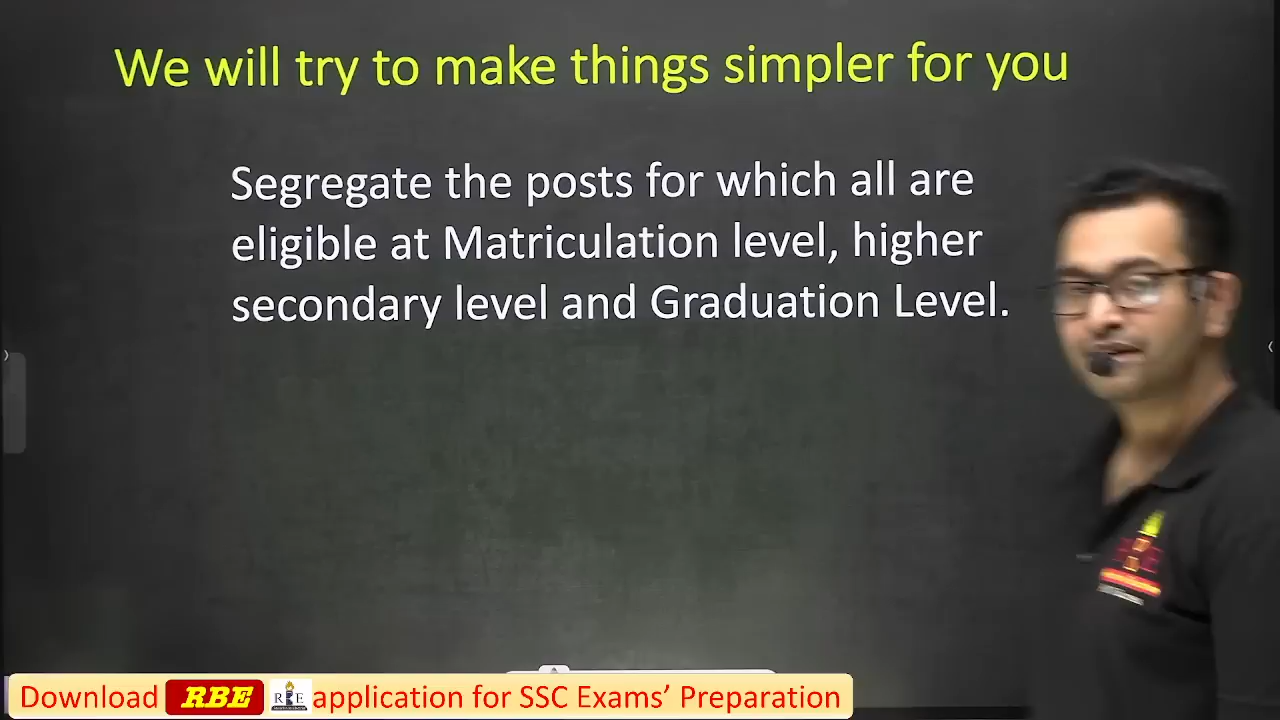 We will try to make things simpler for you
Segregate the posts for which all are
eligible at Matriculation level, higher
secondary level and Graduation Level.
Download RBE RBE application for SSC Exams' Preparation